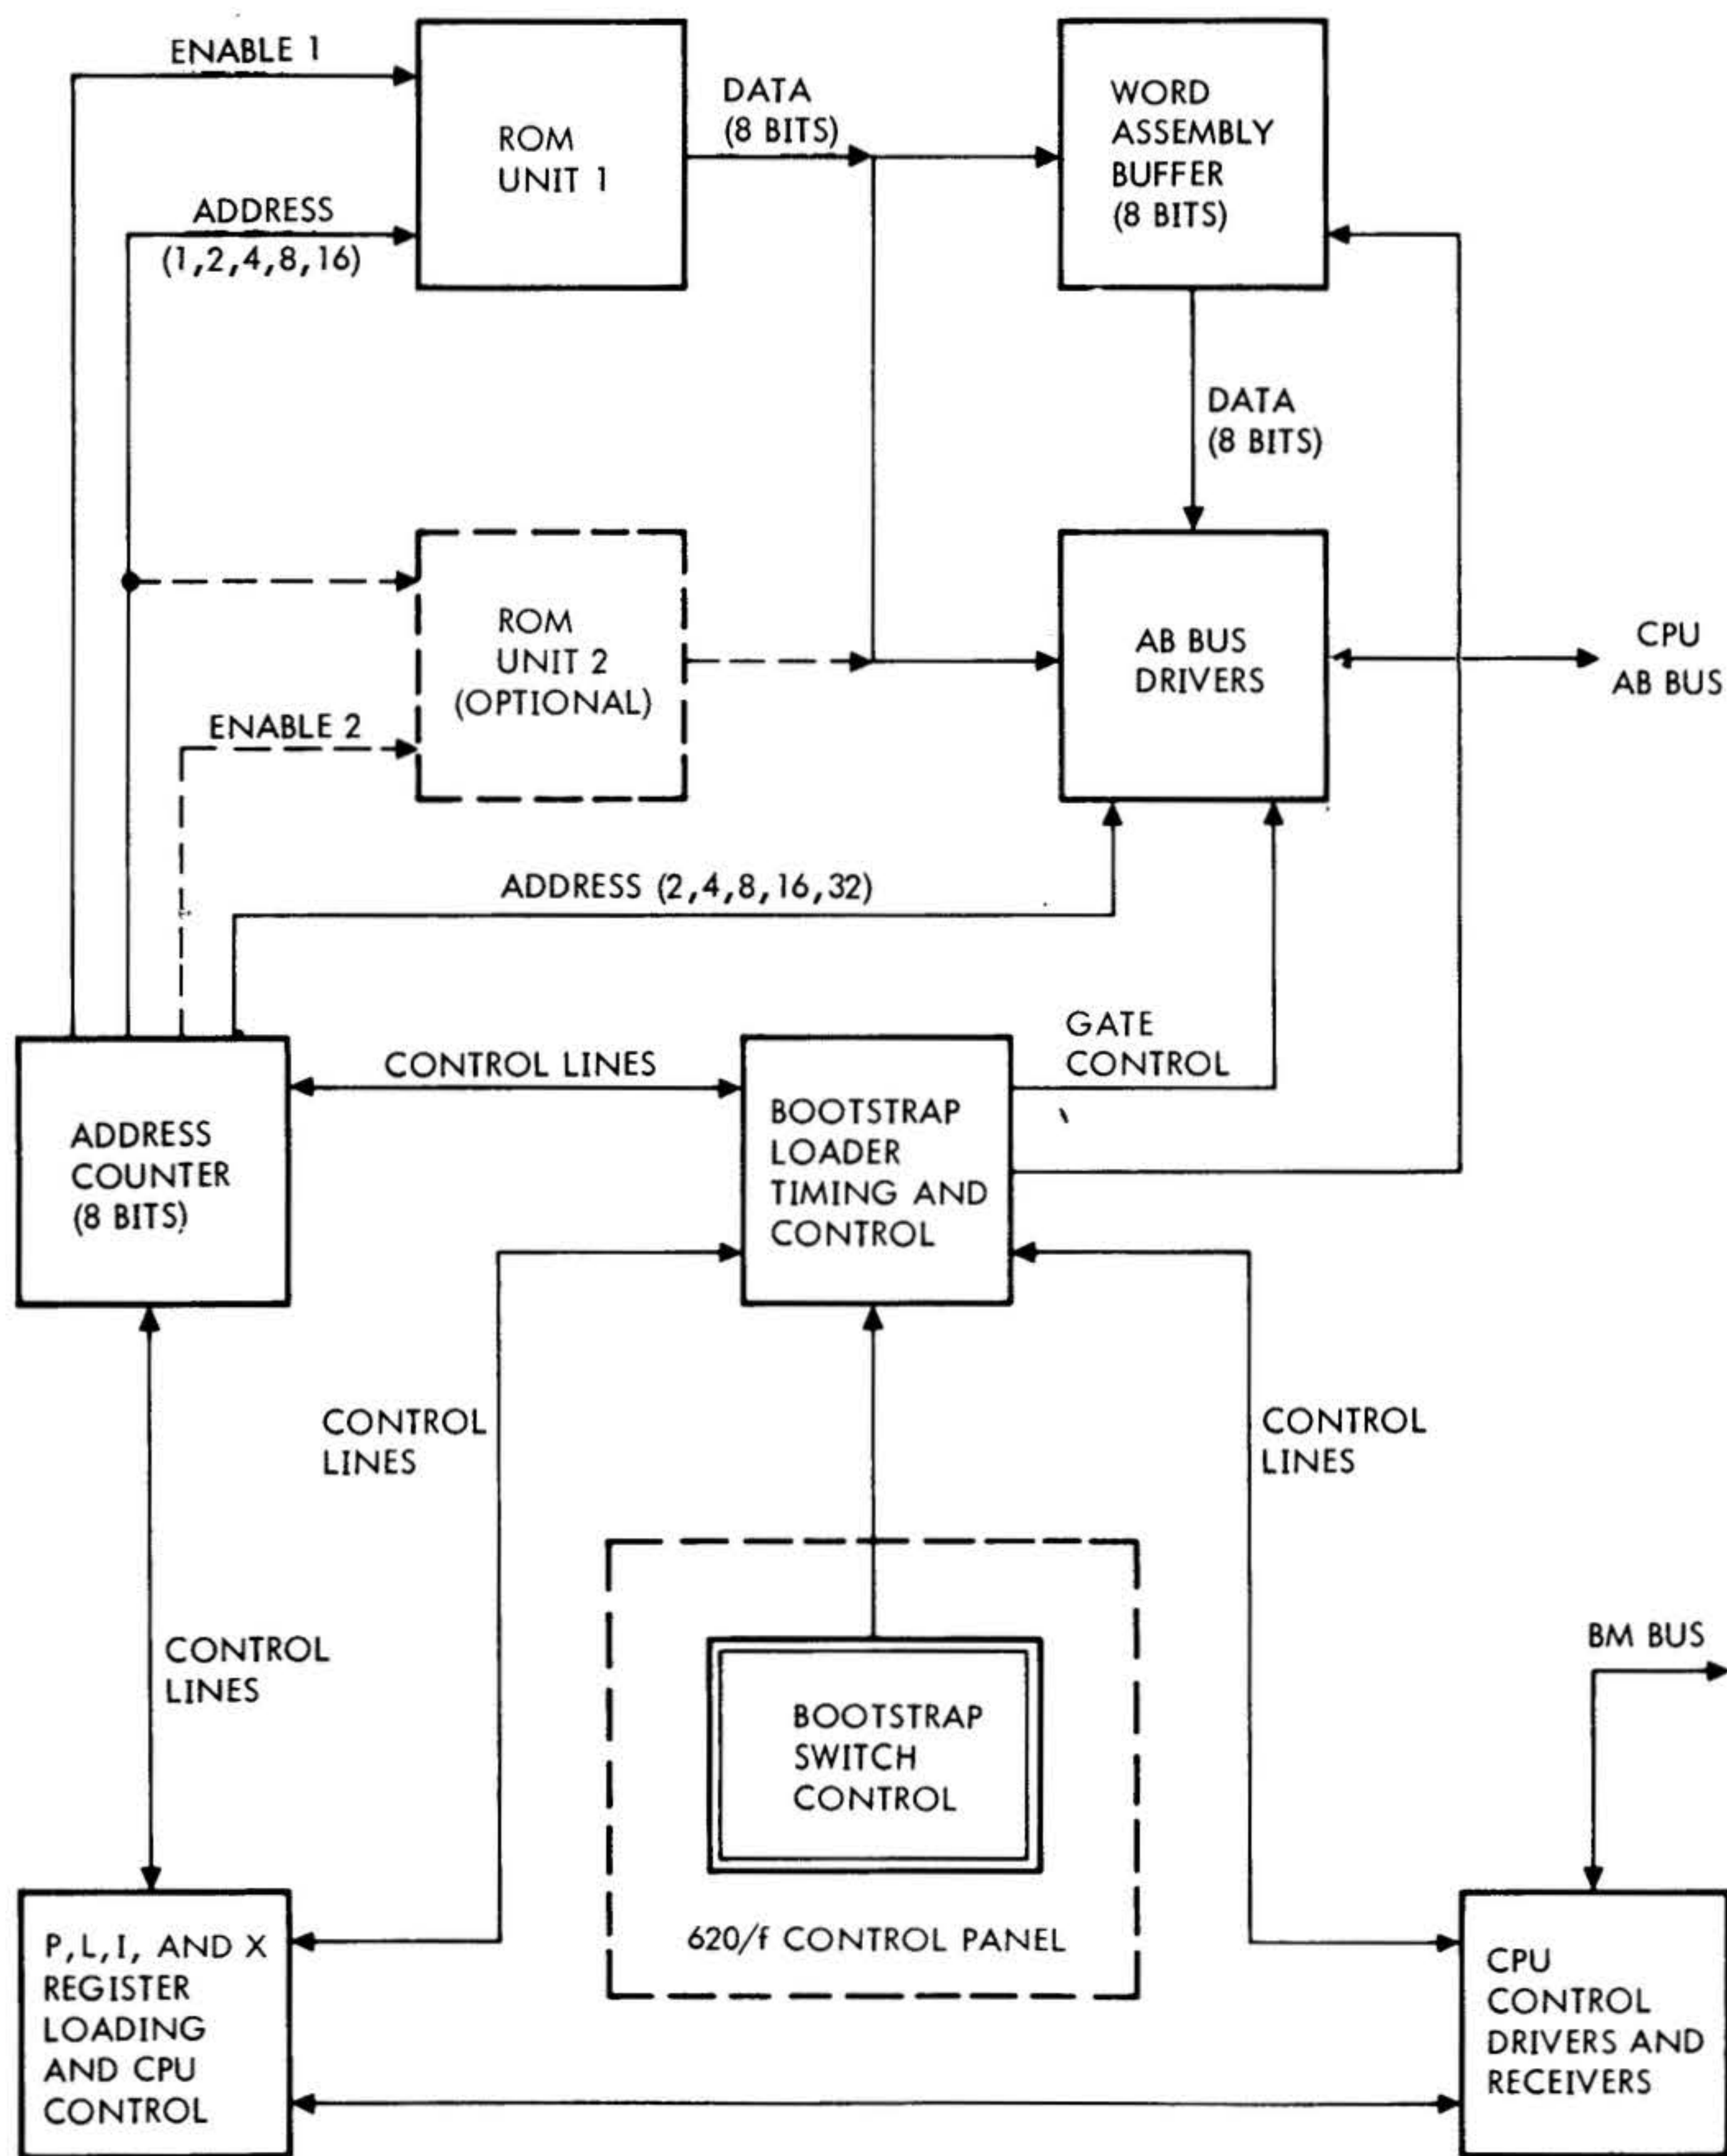 ENABLE 1
ROM
UNIT 1
DATA
(8 BITS)
WORD
ASSEMBLY
BUFFER
(8 BITS)
ADDRESS
(1,2,4,8,16)
DATA
(8 BITS)
ROM
UNIT 2
(OPTIONAL)
ENABLE 2
AB BUS
DRIVERS
CPU
AB BUS
ADDRESS (2,4,8,16,32)
CONTROL LINES
GATE
CONTROL
ADDRESS
COUNTER
(8 BITS)
BOOTSTRAP
LOADER
TIMING AND
CONTROL
CONTROL
LINES
CONTROL
LINES
CONTROL
LINES
BM BUS
BOOTSTRAP
SWITCH
CONTROL
620/f CONTROL PANEL
P,L,I, AND X
REGISTER
LOADING
AND CPU
CONTROL
CPU
CONTROL
DRIVERS AND
RECEIVERS